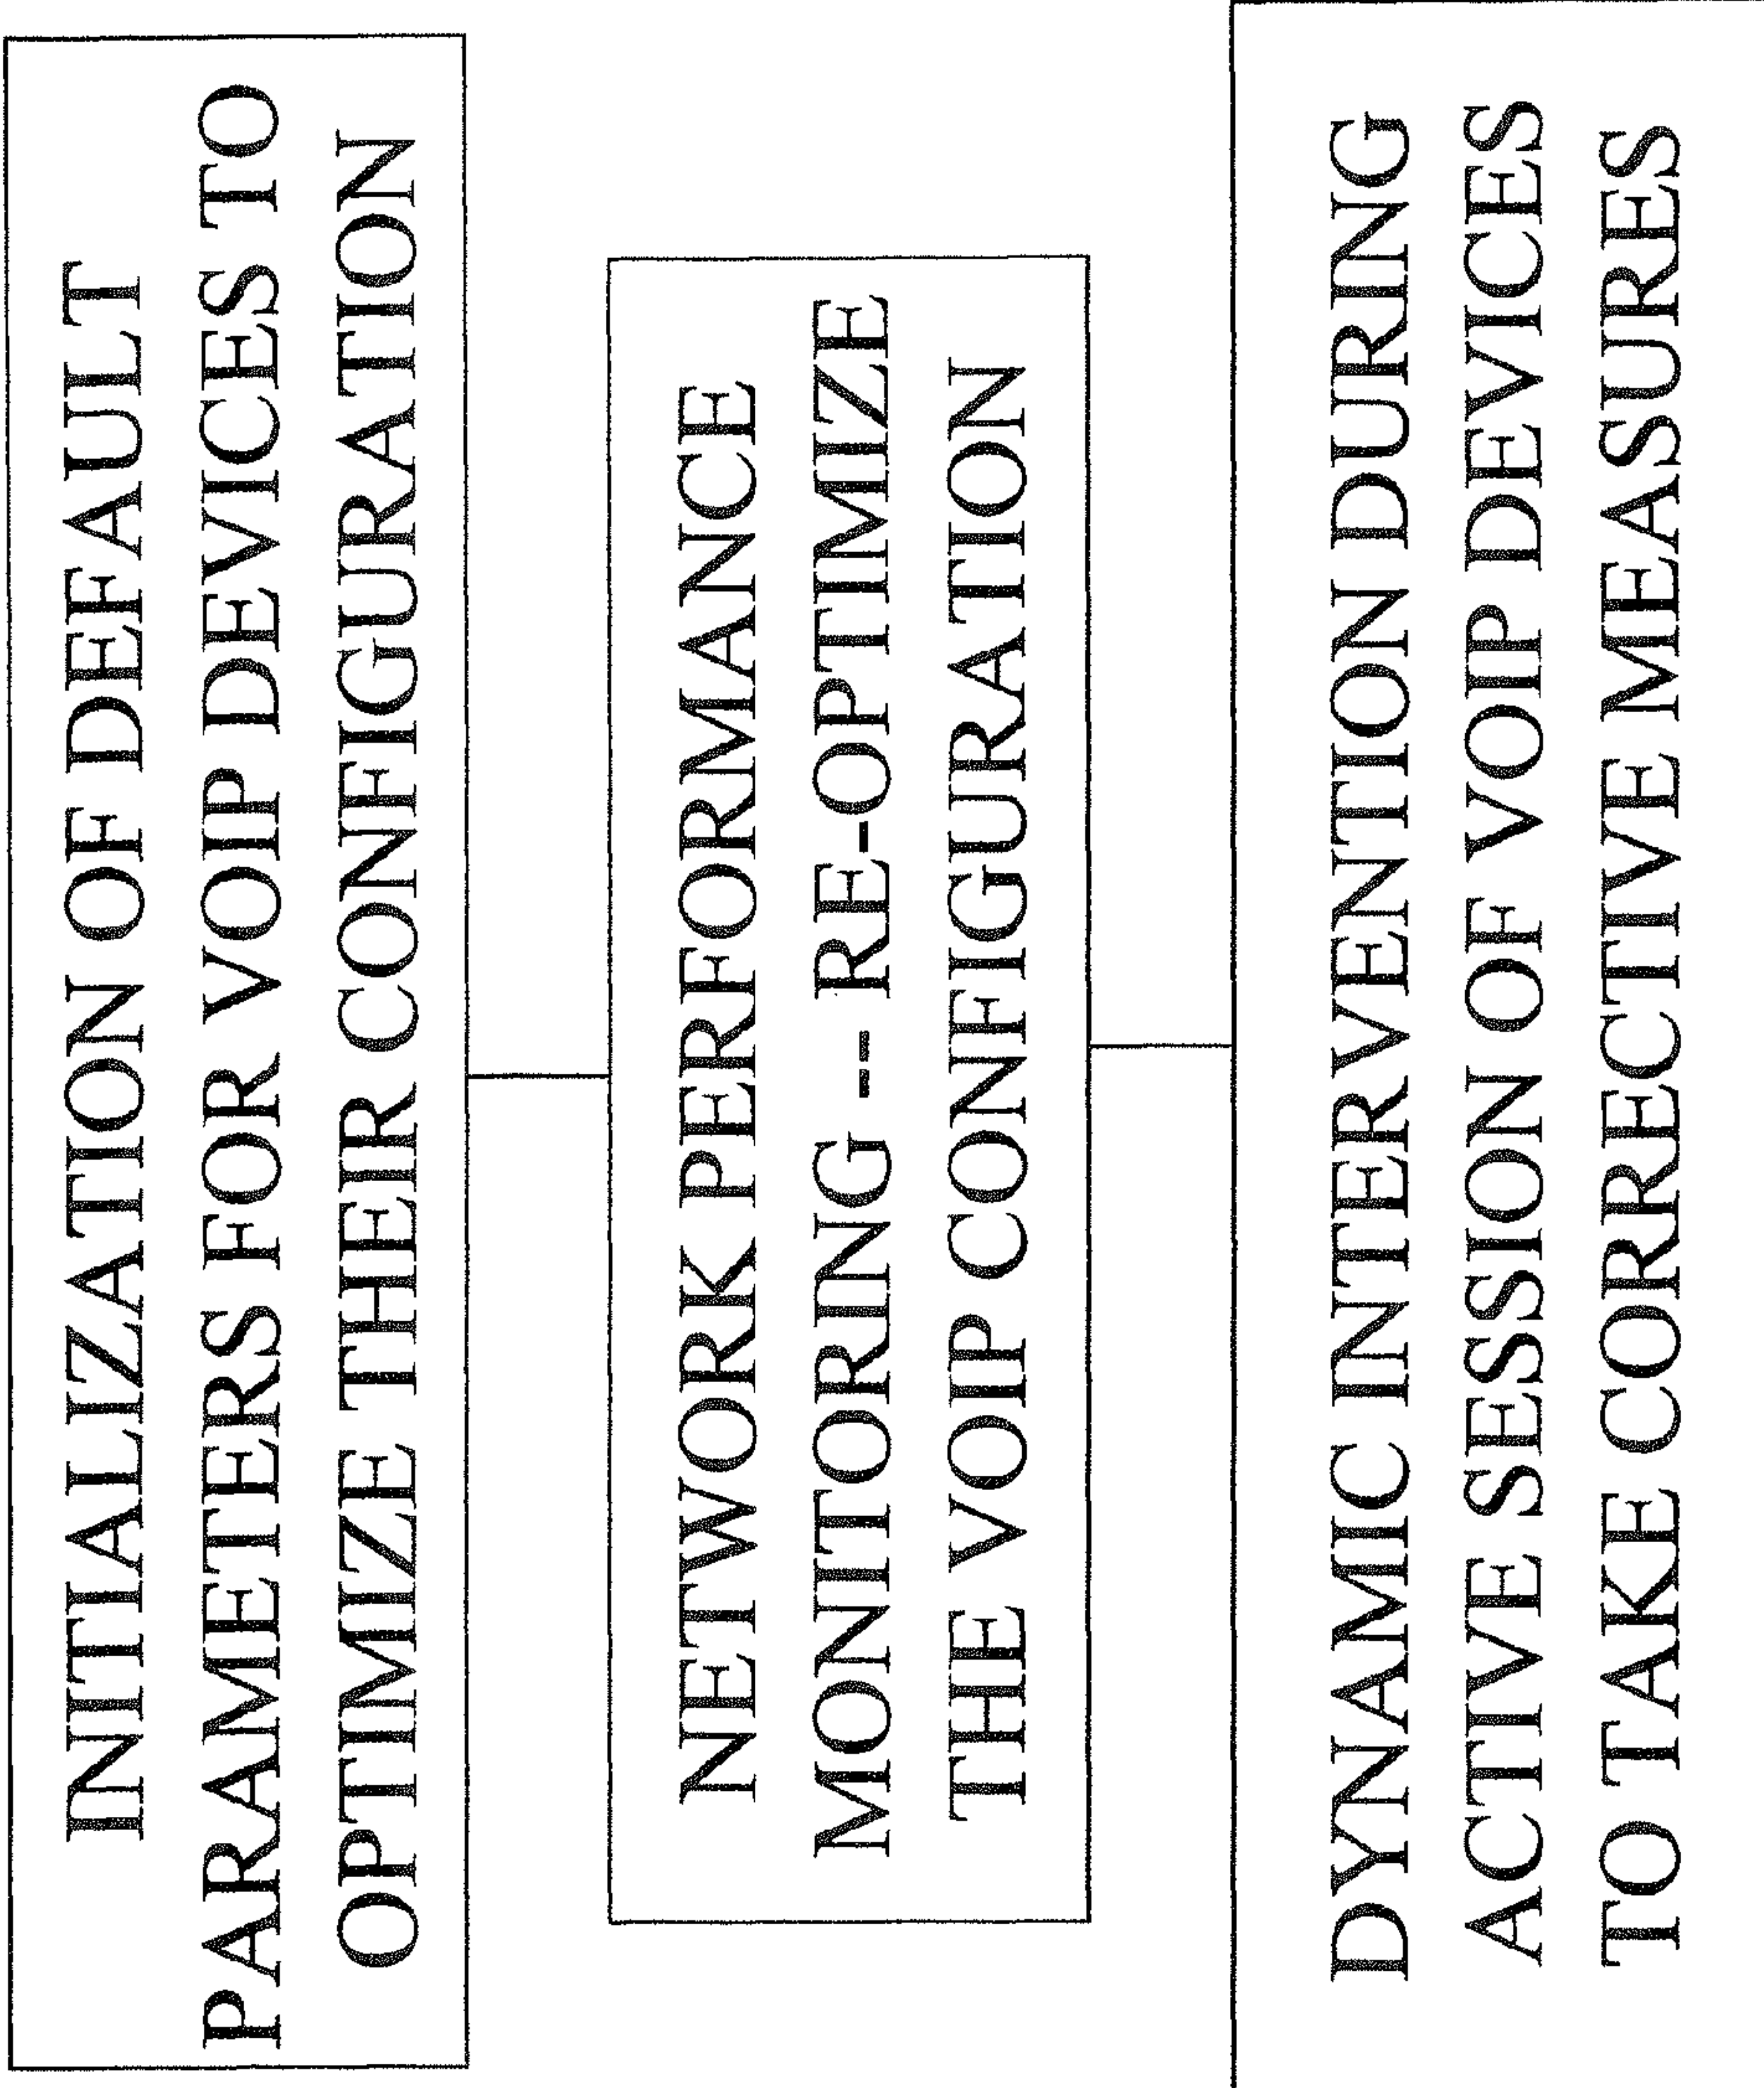 INITIALIZATION OF DEFAULT
PARAMETERS FOR VOIP DEVICES TO
OPTIMIZE THEIR CONFIGURATION
NETWORK PERFORMANCE
MONITORING -- RE-OPTIMIZE
THE VOIP CONFIGURATION
DYNAMIC INTERVENTION DURING
ACTIVE SESSION OF VOIP DEVICES
TO TAKE CORRECTIVE MEASURES